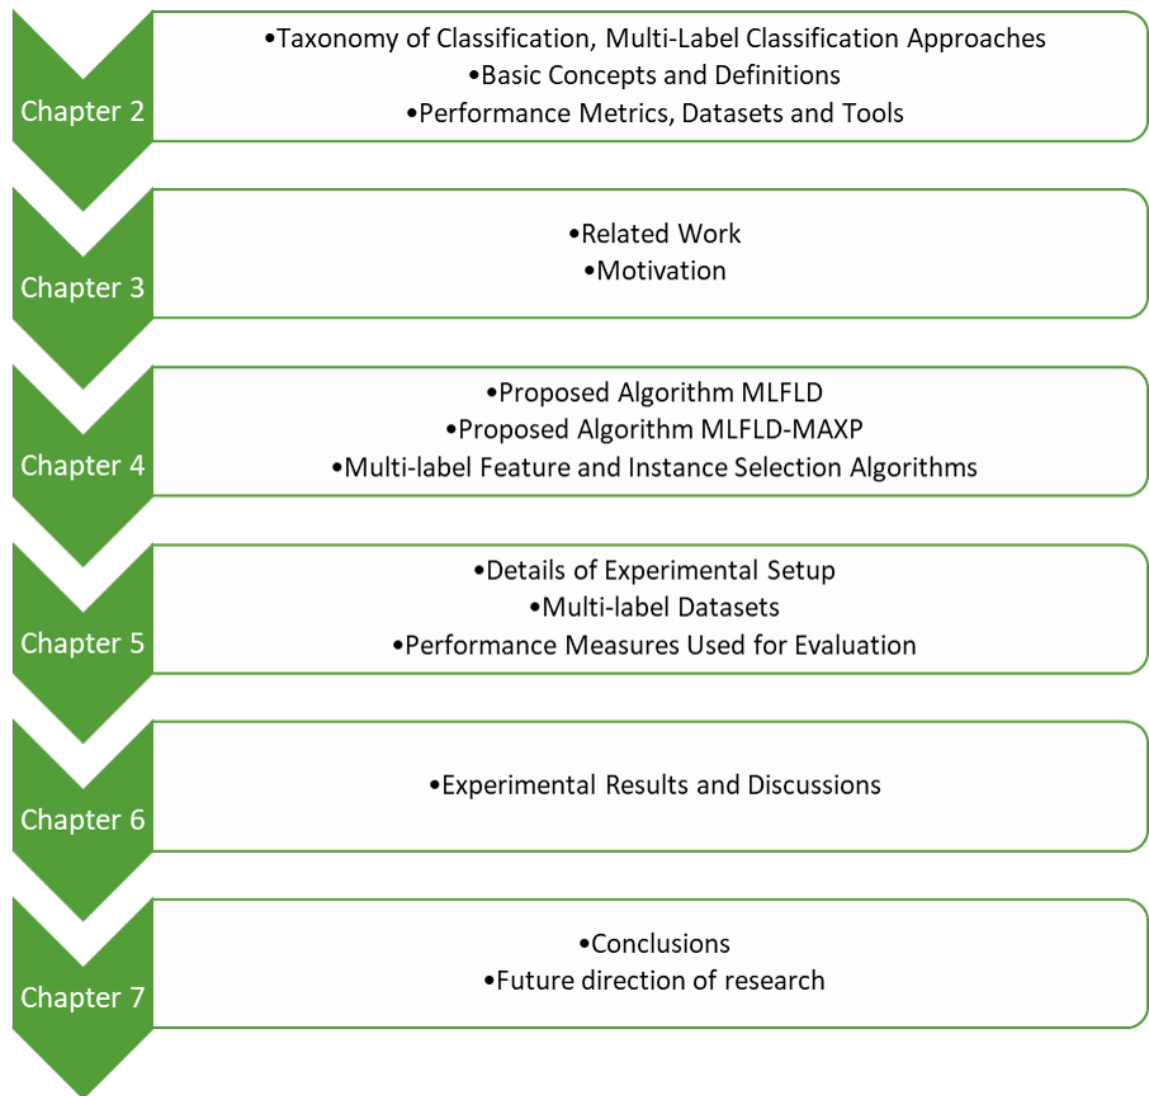 Chapter 2
•Taxonomy of Classification, Multi-Label Classification Approaches
•Basic Concepts and Definitions
•Performance Metrics, Datasets and Tools
Chapter 3
•Related Work
•Motivation
Chapter 4
•Proposed Algorithm MLFLD
•Proposed Algorithm MLFLD-MAXP
•Multi-label Feature and Instance Selection Algorithms
Chapter 5
•Details of Experimental Setup
•Multi-label Datasets
•Performance Measures Used for Evaluation
Chapter 6
•Experimental Results and Discussions
Chapter 7
•Conclusions
•Future direction of research